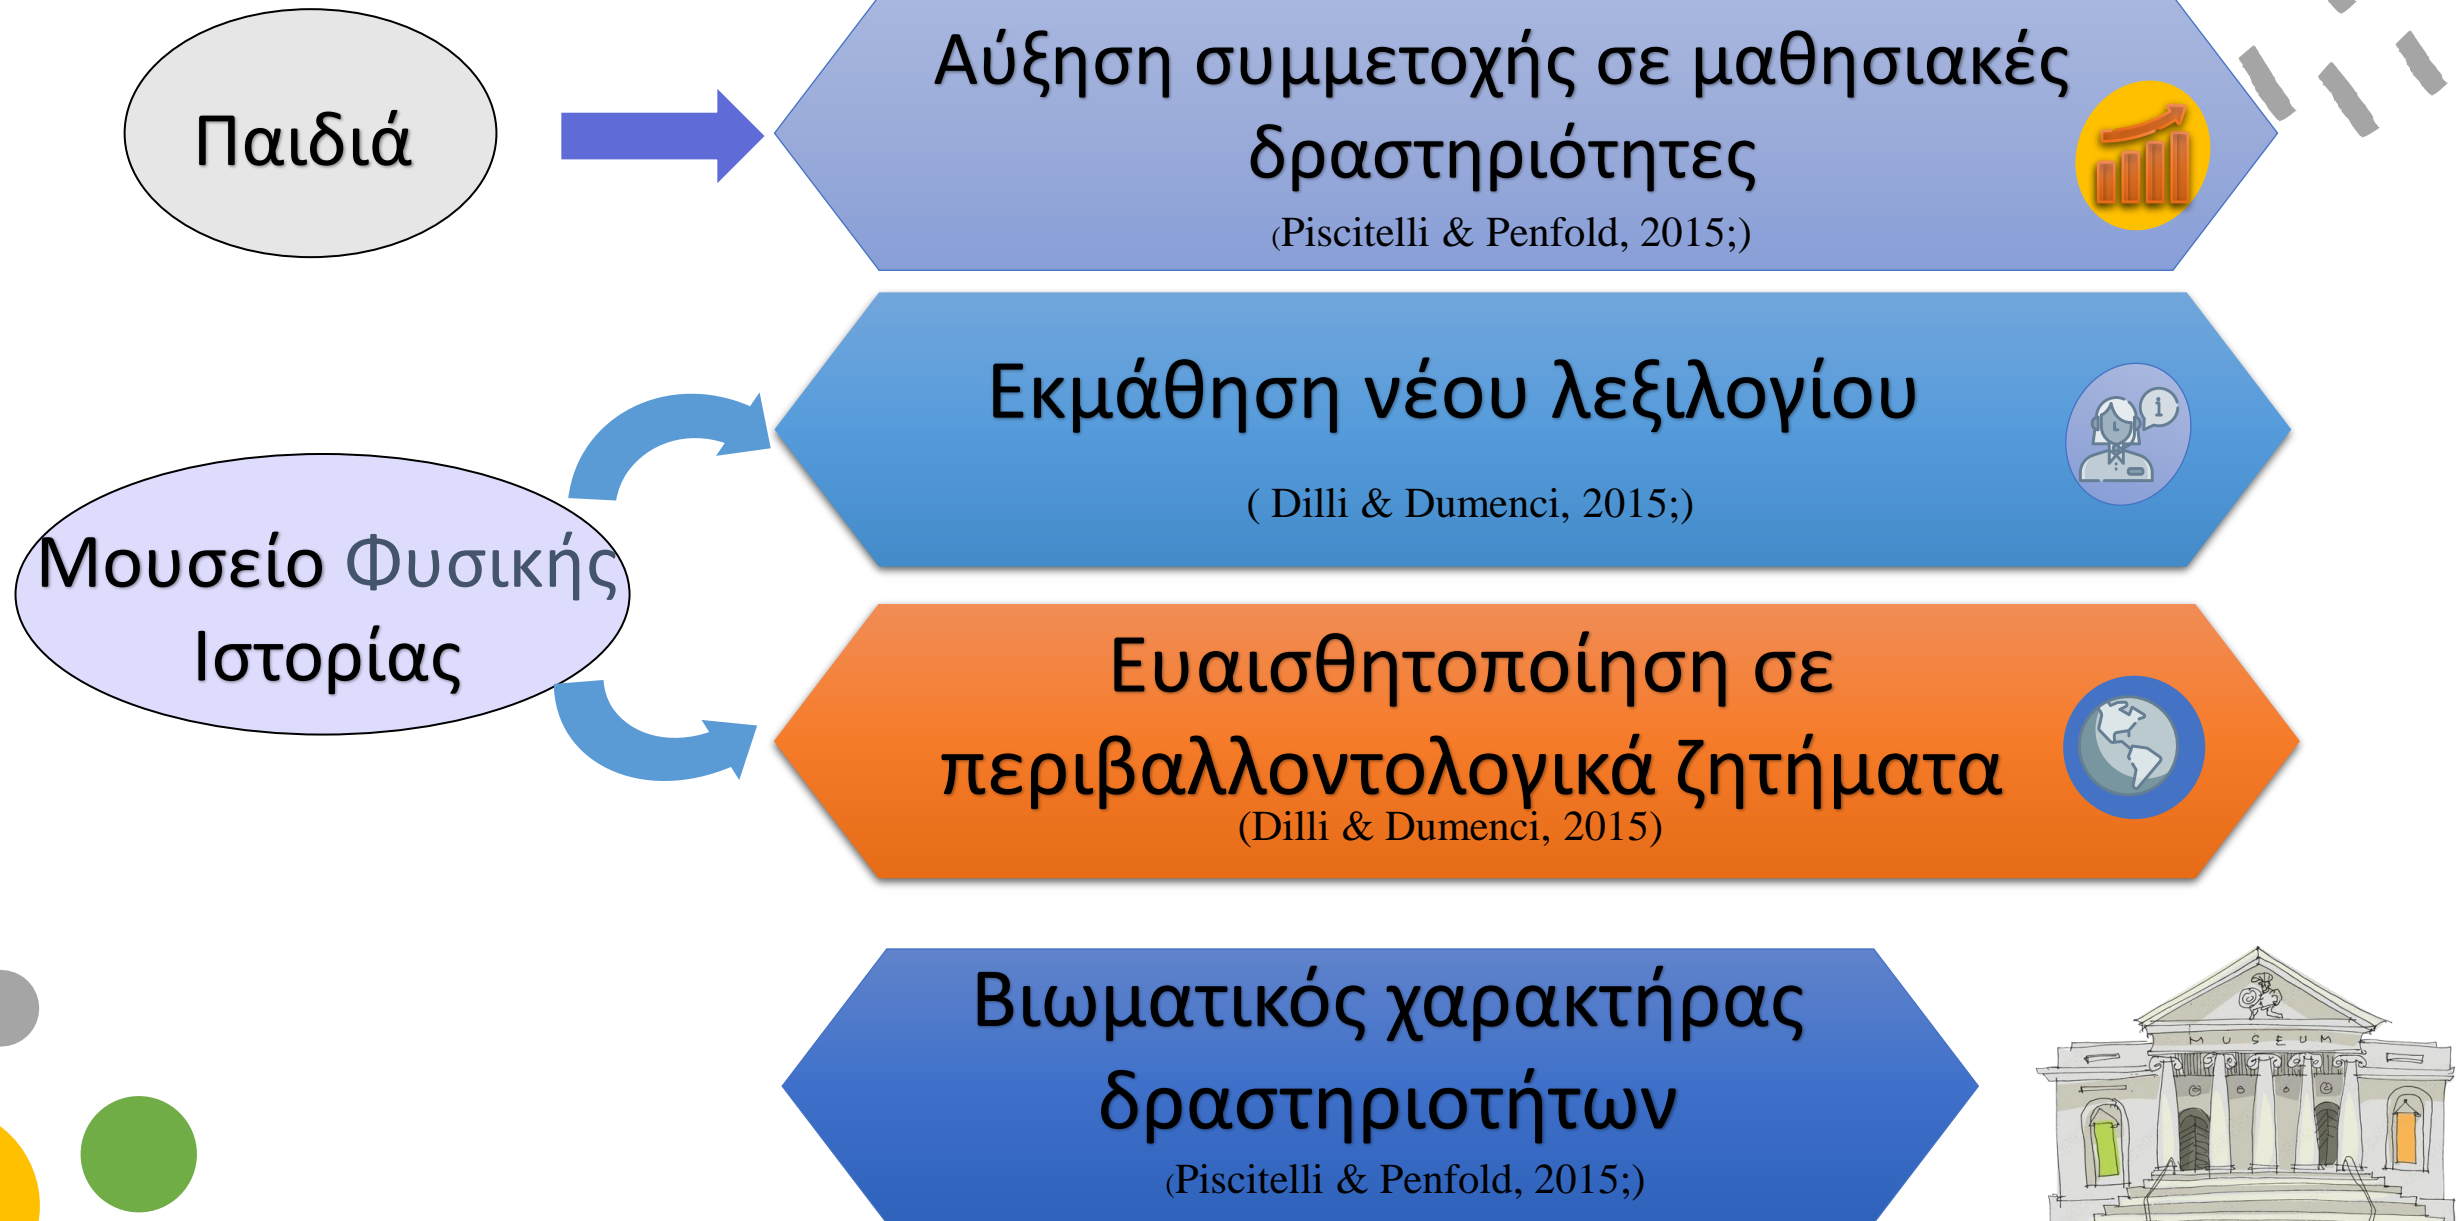 Παιδιά
Αύξηση συμμετοχής σε μαθησιακές
δραστηριότητες
(Piscitelli & Penfold, 2015;)
Εκμάθηση νέου λεξιλογίου
( Dilli & Dumenci, 2015;)
Μουσείο Φυσικής
Ιστορίας
Ευαισθητοποίηση σε
περιβαλλοντολογικά ζητήματα
(Dilli & Dumenci, 2015)
Βιωματικός χαρακτήρας
δραστηριοτήτων
(Piscitelli & Penfold, 2015;)
MUSEUM